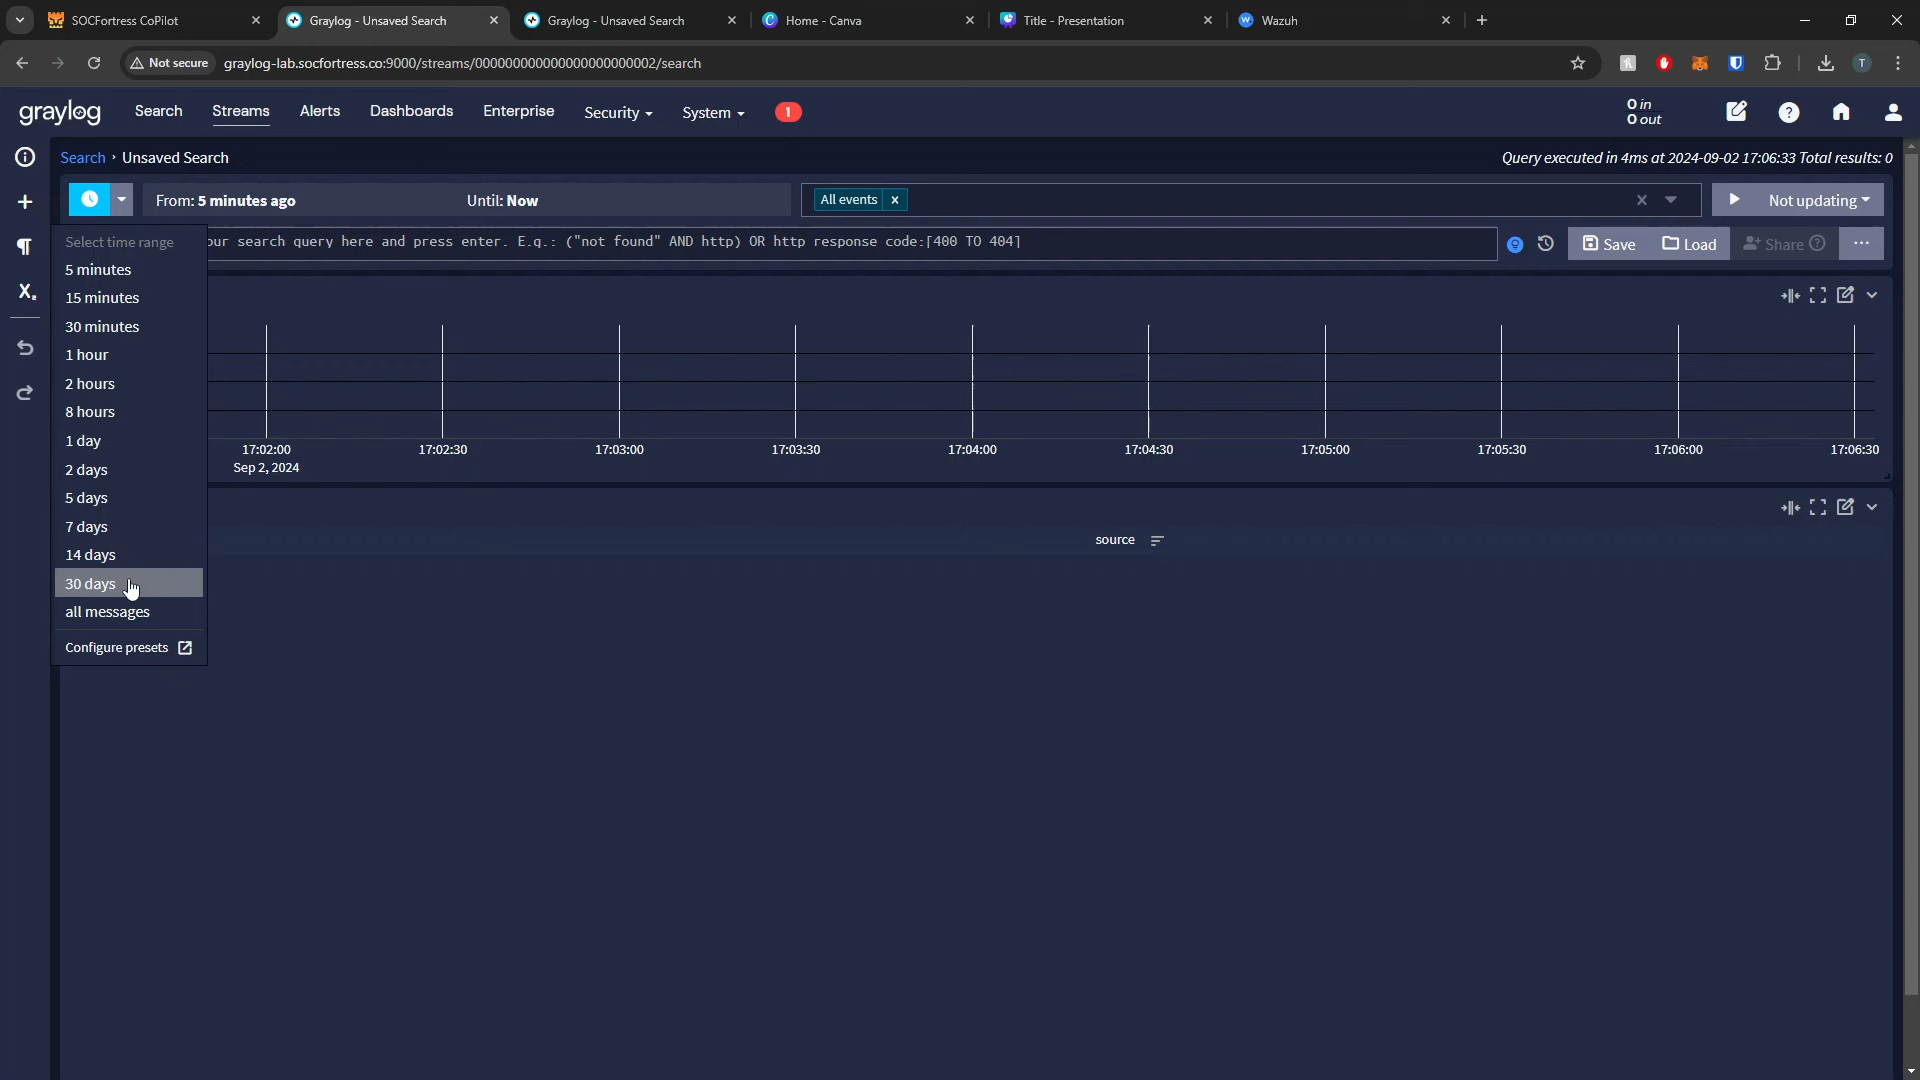 SOCFortress CoPilot
Graylog - Unsaved Search
Graylog - Unsaved Search
Home - Canva
Title - Presentation
Wazuh
Not secure
graylog-lab.socfortress.co:9000/streams/000000000000000000000002/search
T
graylog
Search
Streams
Alerts
Dashboards
Enterprise
Security
System
1
0 in
0 out
Search
Unsaved Search
Query executed in 4ms at 2024-09-02 17:06:33 Total results: 0
From: 5 minutes ago
Until: Now
All events
Not updating
our search query here and press enter. E.g.: ("not found" AND http) OR http_response_code:[400 TO 404]
Save
Load
Share
Select time range
5 minutes
15 minutes
30 minutes
1 hour
2 hours
8 hours
1 day
2 days
5 days
7 days
14 days
30 days
all messages
Configure presets
17:02:00
Sep 2, 2024
17:02:30
17:03:00
17:03:30
17:04:00
17:04:30
17:05:00
17:05:30
17:06:00
17:06:30
source